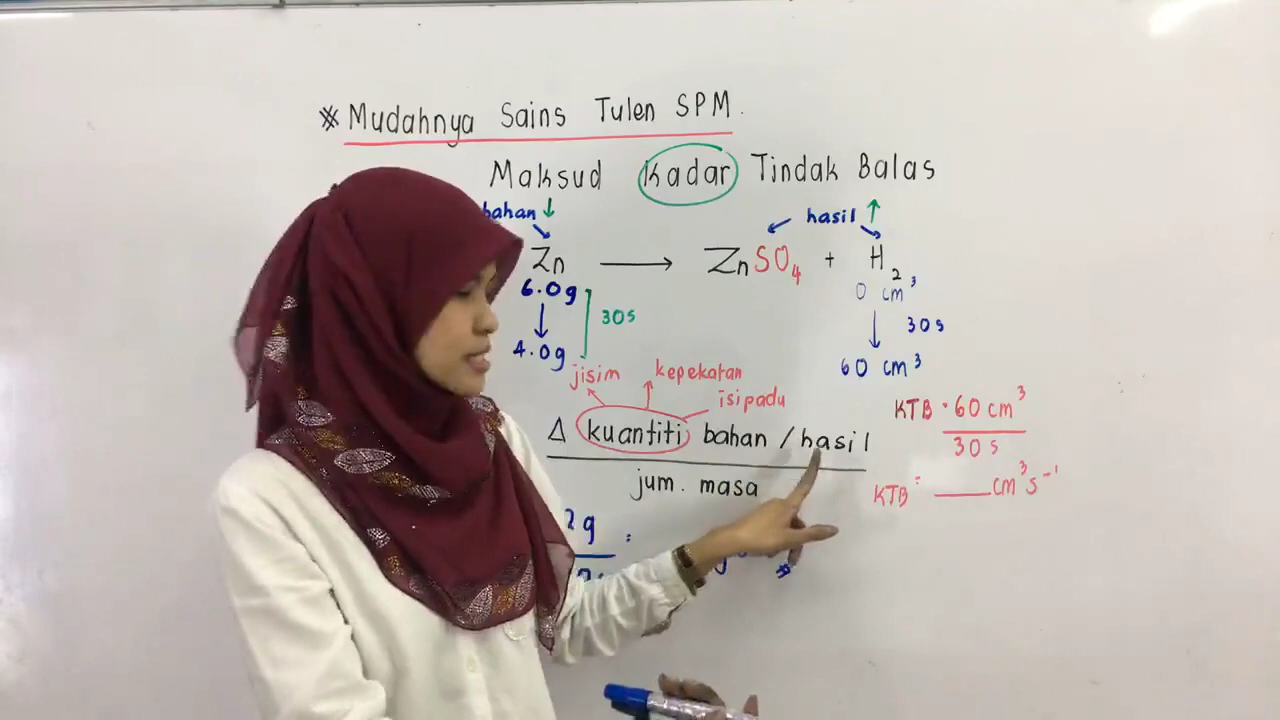 * Mudahnya Sains Tulen SPM.
Maksud Kadar Tindak Balas
bahan ↓ hasil ↑
Zn → ZnSO₄ + H₂
6.0g 30s 0 cm³
↓ ↓ 30s
4.0g 60 cm³
jisim kepekatan
isipadu
KTB = 60 cm³
30 s
Δ kuantiti bahan / hasil
jum. masa
KTB = ____ cm³ s⁻¹
2g =